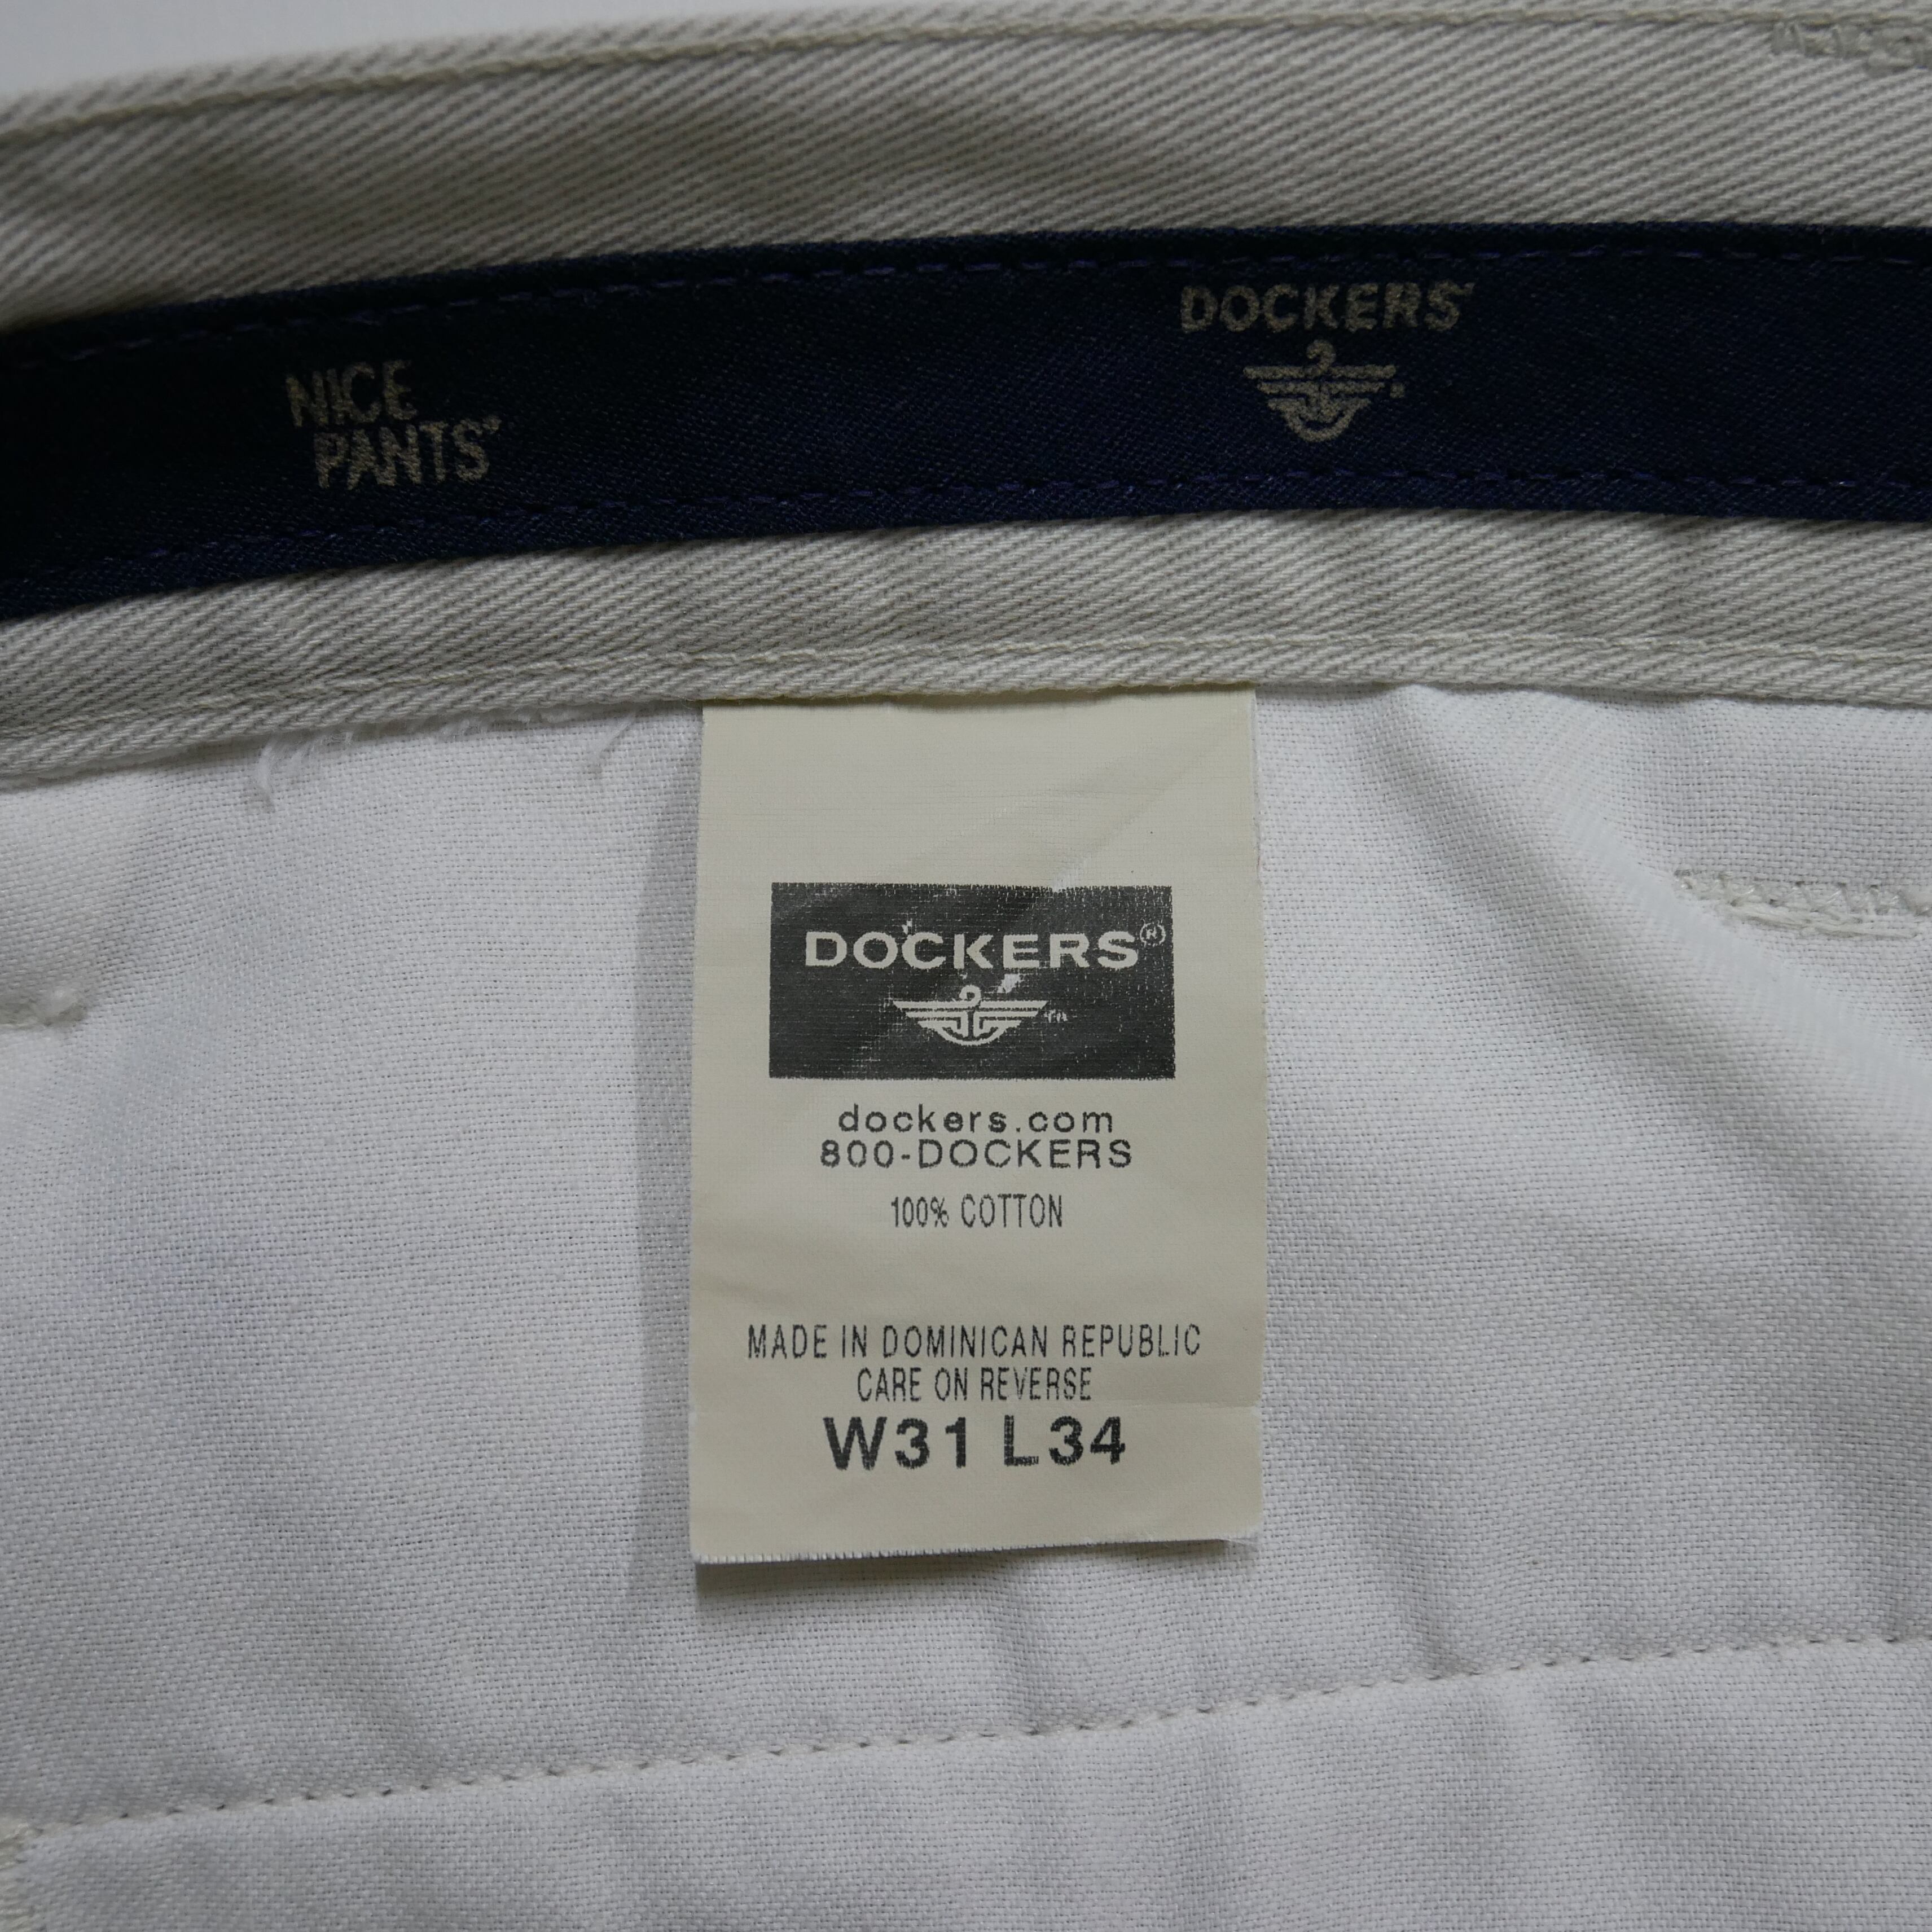 NICE
PANTS
DOCKERS
DOCKERS®
dockers.com
800-DOCKERS
100% COTTON
MADE IN DOMINICAN REPUBLIC
CARE ON REVERSE
W31 L34